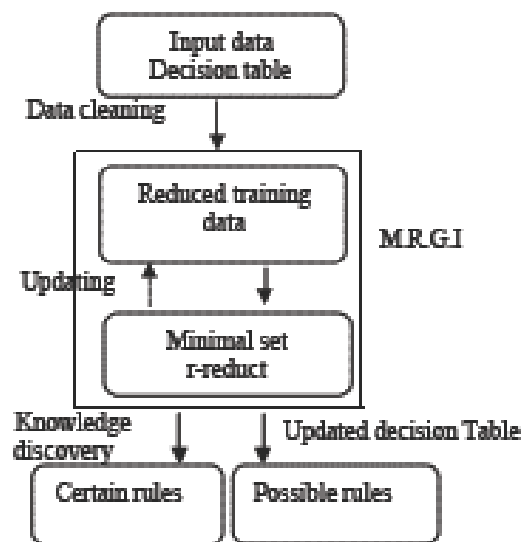 Input data
Decision table
Data cleaning
Reduced training
data
M.R.G.I
Updating
Minimal set
r-reduct
Knowledge
discovery
Updated decision Table
Certain rules
Possible rules